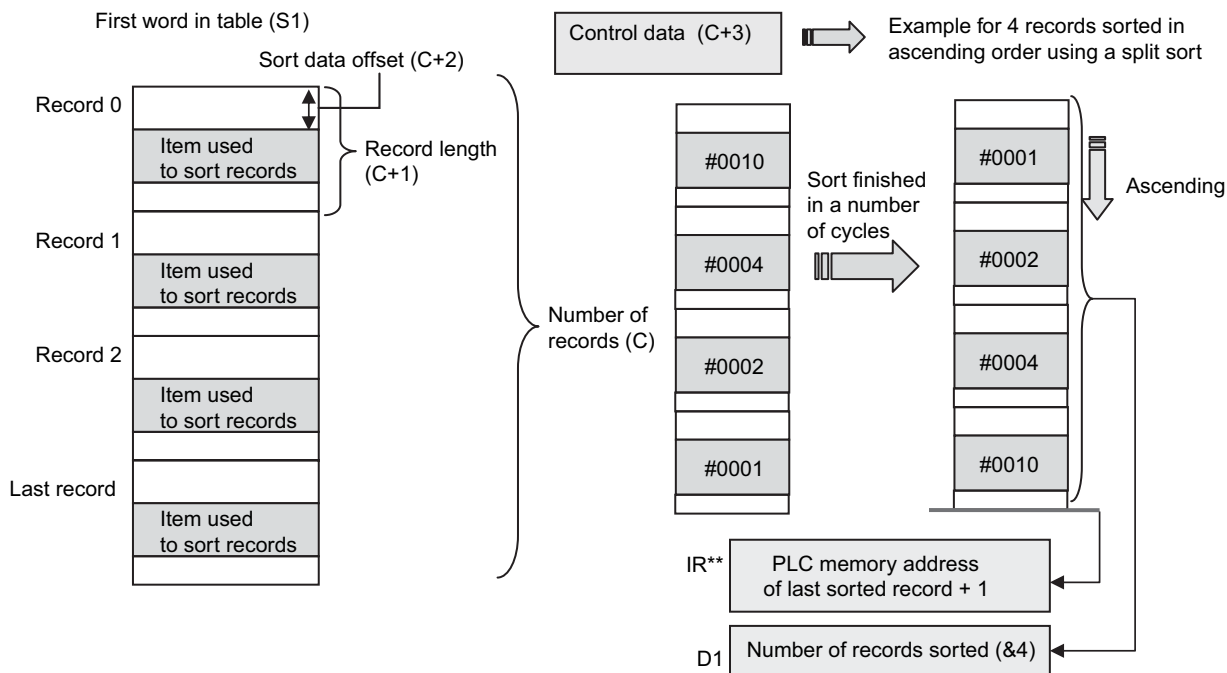 First word in table (S1)
Sort data offset (C+2)
Record 0
Item used
to sort records
Record length
(C+1)
Record 1
Item used
to sort records
Record 2
Item used
to sort records
Last record
Item used
to sort records
Number of
records (C)
Control data (C+3)
Example for 4 records sorted in
ascending order using a split sort
#0010
#0004
#0002
#0001
Sort finished
in a number
of cycles
#0001
#0002
#0004
#0010
Ascending
IR**
PLC memory address
of last sorted record + 1
D1
Number of records sorted (&4)